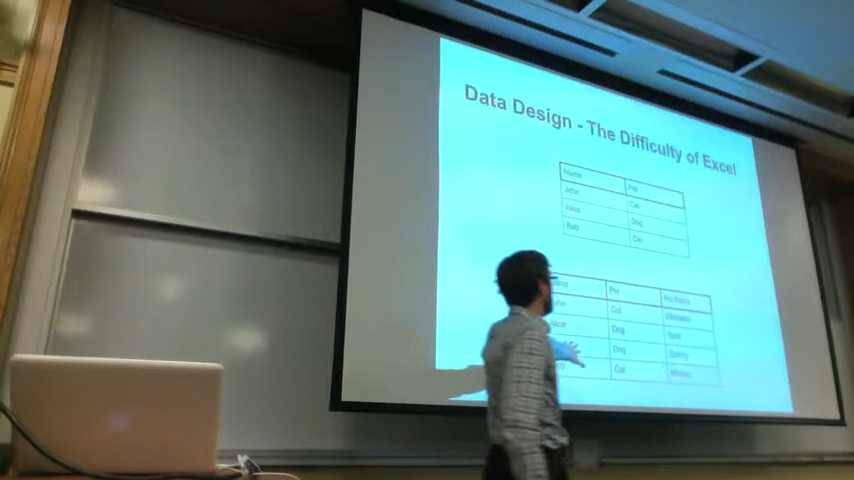 Data Design - The Difficulty of Excel
Name Pet
John Cat
Alice Dog
Bob Cat
Pet Pet Name
Cat
Dog Spot
Dog Sparky
Cat